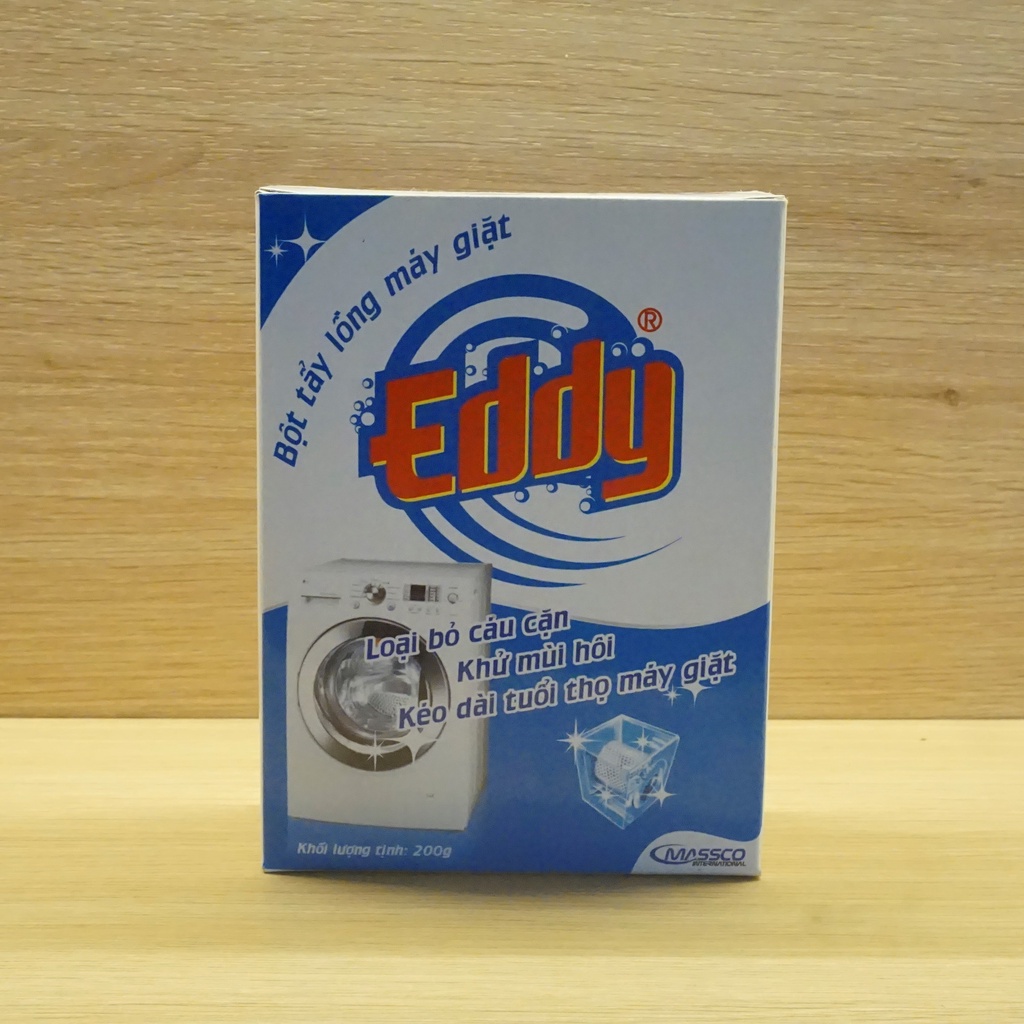 Bột tẩy lồng máy giặt
Eddy®
Loại bỏ cáu cặn
Khử mùi hôi
Kéo dài tuổi thọ máy giặt
Khối lượng tịnh: 200g
MASSCO
INTERNATIONAL